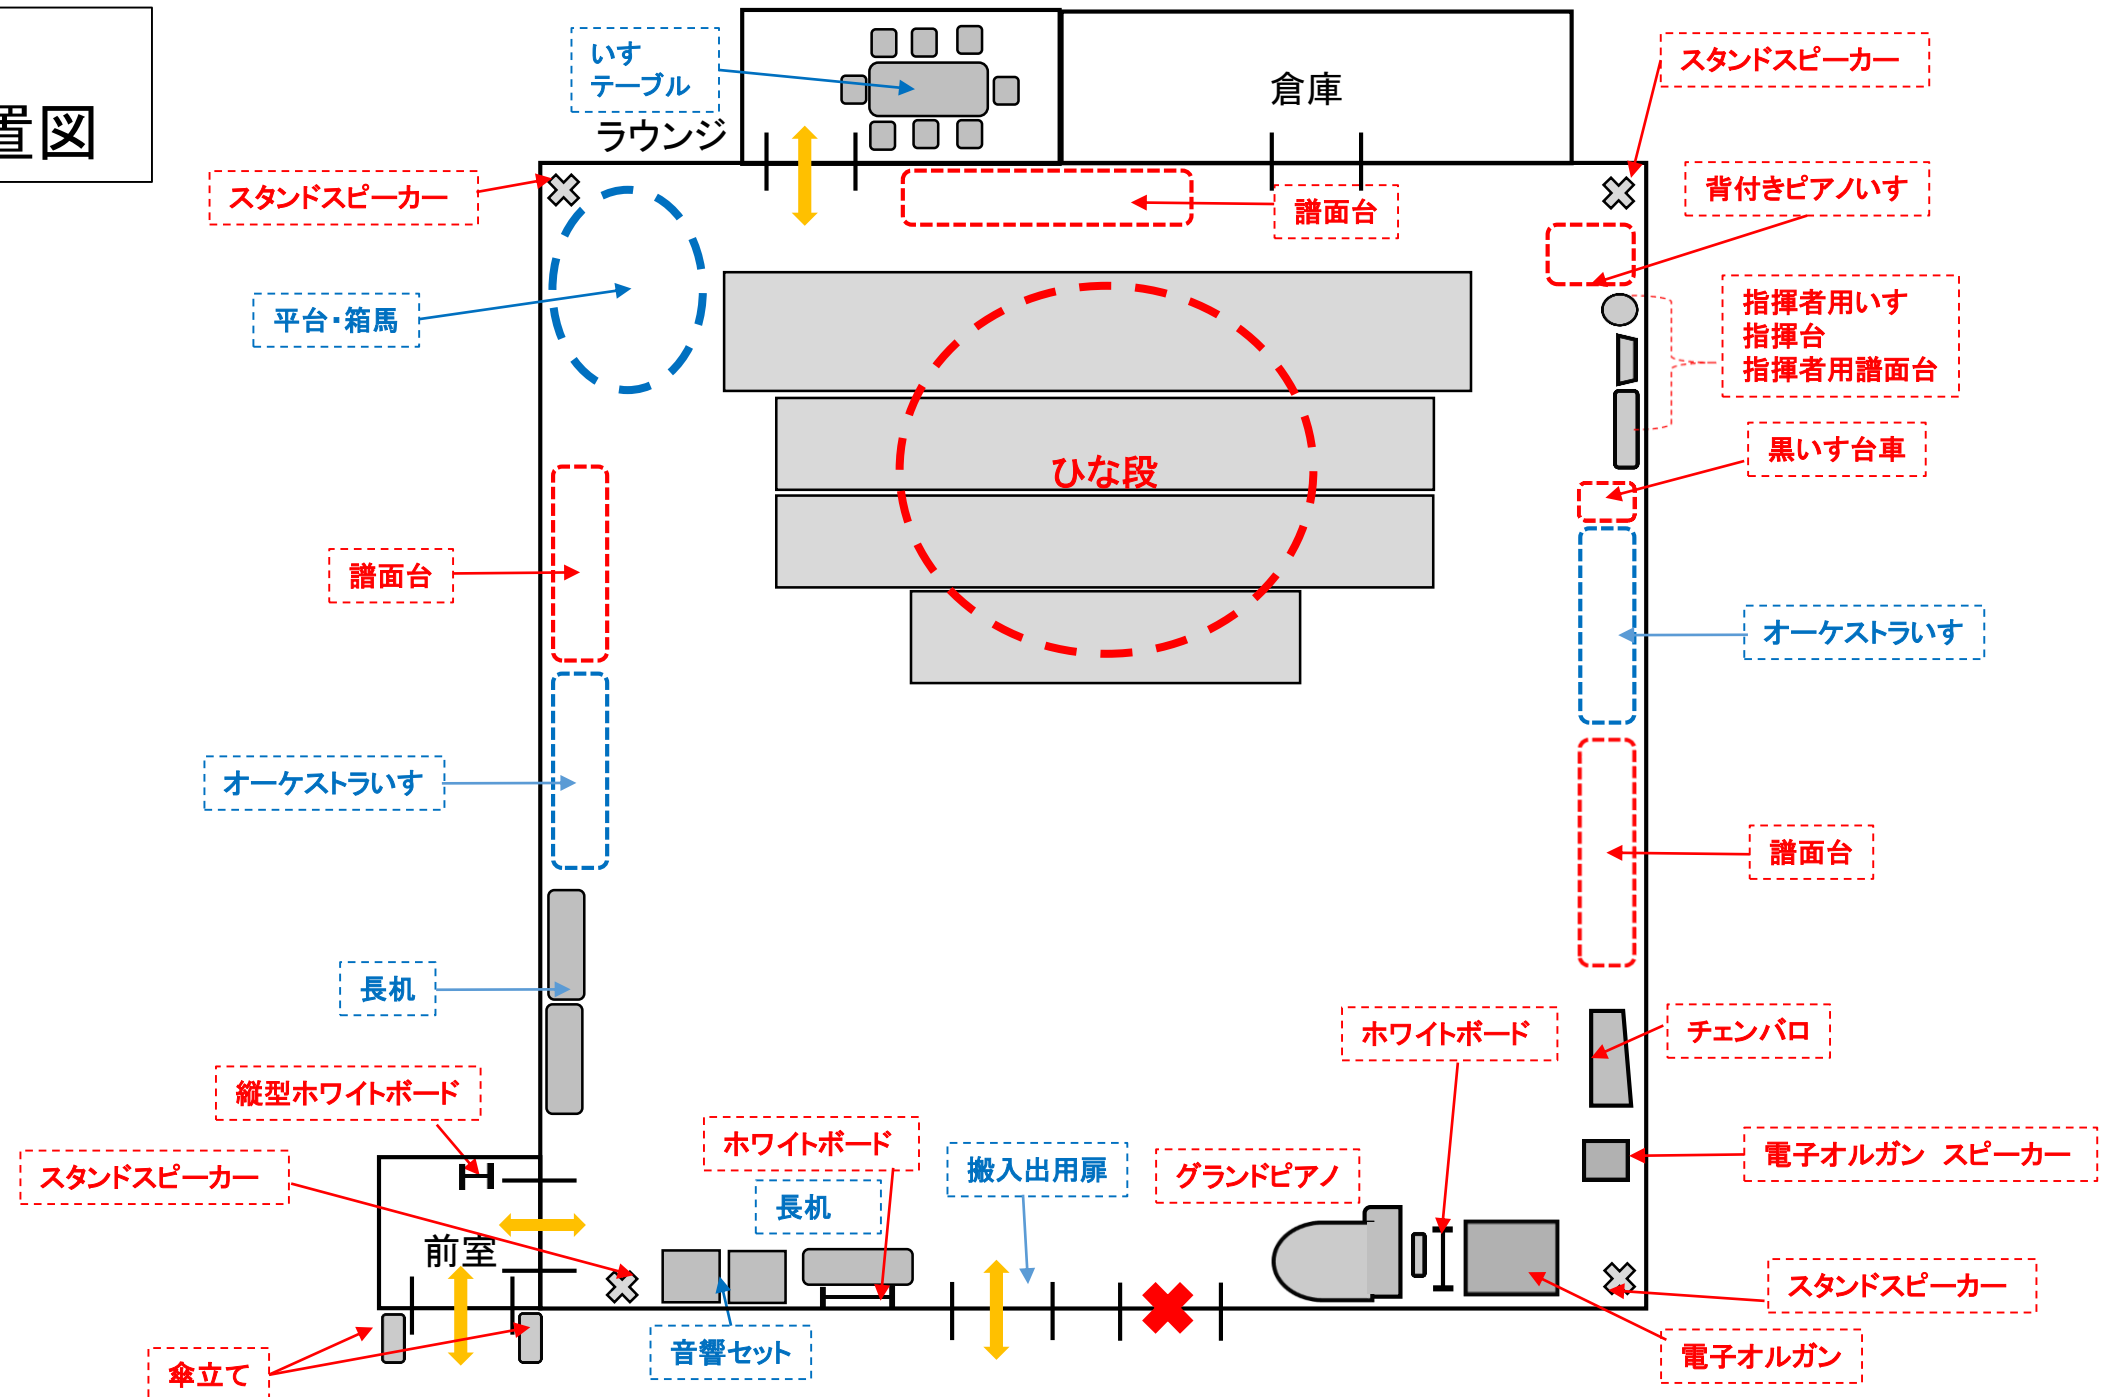 置図
いす
テーブル
ラウンジ
倉庫
スタンドスピーカー
スタンドスピーカー
背付きピアノいす
譜面台
平台・箱馬
指揮者用いす
指揮台
指揮者用譜面台
黒いす台車
ひな段
譜面台
オーケストラいす
オーケストラいす
譜面台
長机
チェンバロ
ホワイトボード
縦型ホワイトボード
ホワイトボード
搬入出用扉
グランドピアノ
電子オルガン スピーカー
スタンドスピーカー
長机
前室
スタンドスピーカー
音響セット
電子オルガン
傘立て